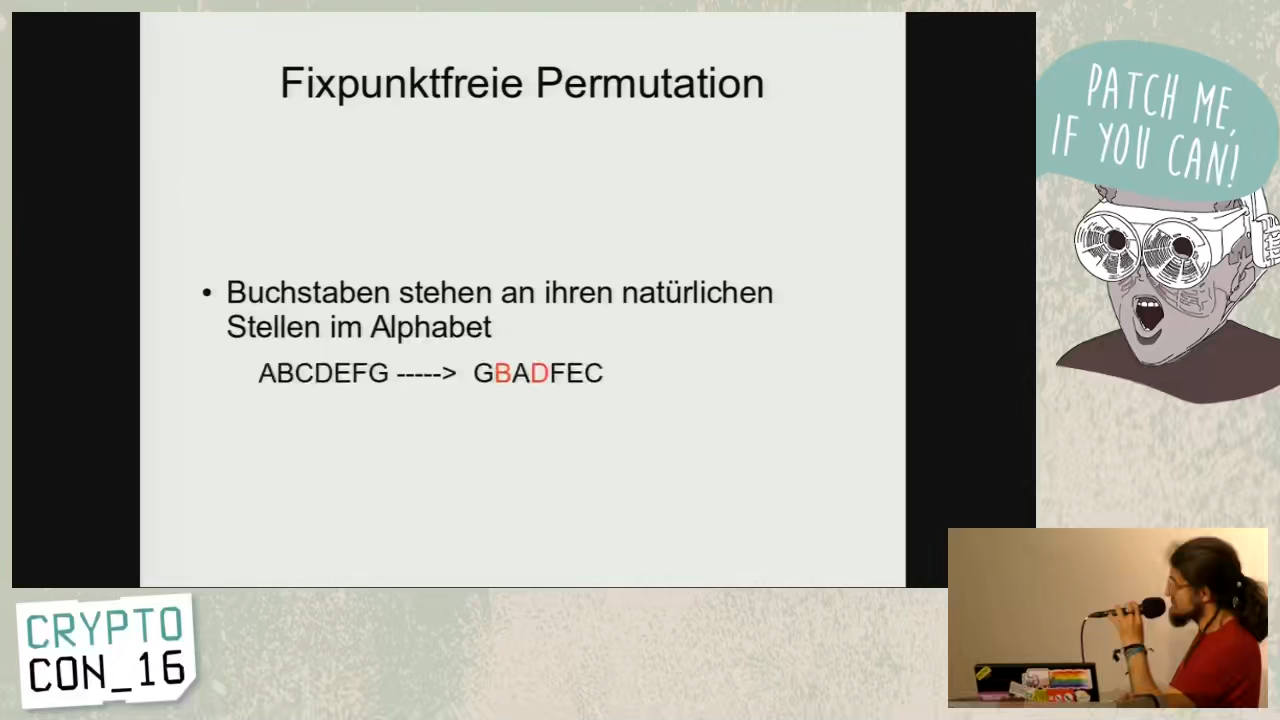 Fixpunktfreie Permutation
• Buchstaben stehen an ihren natürlichen
Stellen im Alphabet
ABCDEFG -----> GBADFEC
PATCH ME,
IF YOU CAN!
CRYPTO
CON_16